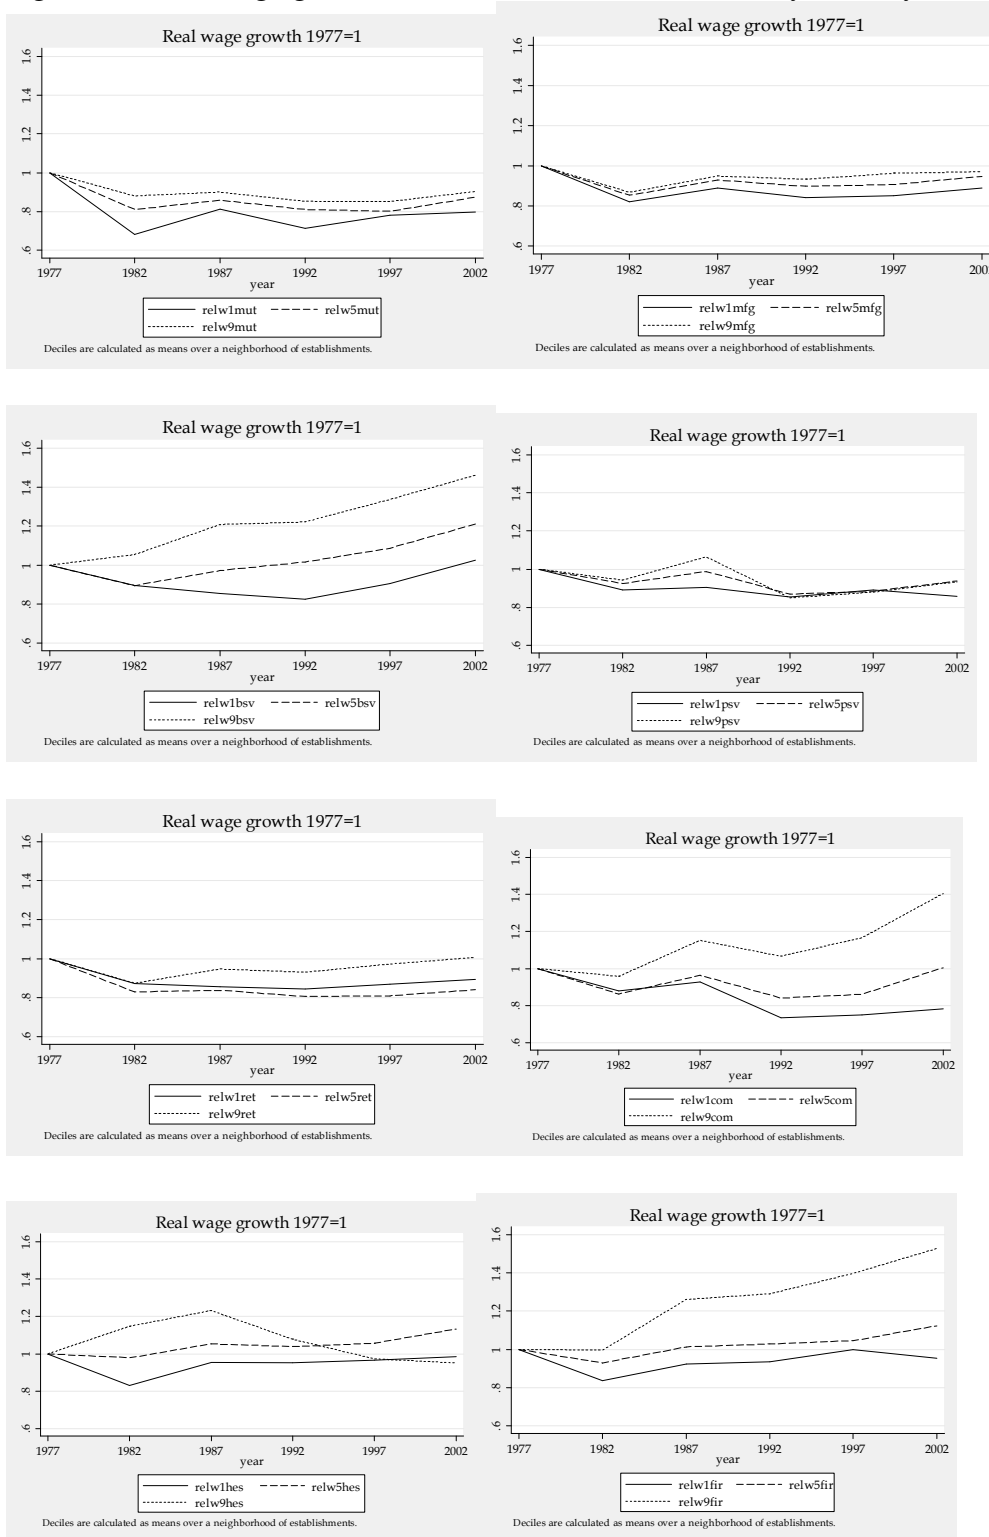 Real wage growth 1977=1
1.6
1.4
1.2
1
.8
.6
1977 1982 1987 1992 1997 2002
year
relw1mut relw5mut
relw9mut
Deciles are calculated as means over a neighborhood of establishments.
Real wage growth 1977=1
1.6
1.4
1.2
1
.8
.6
1977 1982 1987 1992 1997 200
year
relw1mfg relw5mfg
relw9mfg
Deciles are calculated as means over a neighborhood of establishments.
Real wage growth 1977=1
1.6
1.4
1.2
1
.8
.6
1977 1982 1987 1992 1997 2002
year
relw1bsv relw5bsv
relw9bsv
Deciles are calculated as means over a neighborhood of establishments.
Real wage growth 1977=1
1.6
1.4
1.2
1
.8
.6
1977 1982 1987 1992 1997 2002
year
relw1psv relw5psv
relw9psv
Deciles are calculated as means over a neighborhood of establishments.
Real wage growth 1977=1
1.6
1.4
1.2
1
.8
.6
1977 1982 1987 1992 1997 2002
year
relw1ret relw5ret
relw9ret
Deciles are calculated as means over a neighborhood of establishments.
Real wage growth 1977=1
1.6
1.4
1.2
1
.8
.6
1977 1982 1987 1992 1997 2002
year
relw1com relw5com
relw9com
Deciles are calculated as means over a neighborhood of establishments.
Real wage growth 1977=1
1.6
1.4
1.2
1
.8
.6
1977 1982 1987 1992 1997 2002
year
relw1hes relw5hes
relw9hes
Deciles are calculated as means over a neighborhood of establishments.
Real wage growth 1977=1
1.6
1.4
1.2
1
.8
.6
1977 1982 1987 1992 1997 2002
year
relw1fir relw5fir
relw9fir
Deciles are calculated as means over a neighborhood of establishments.